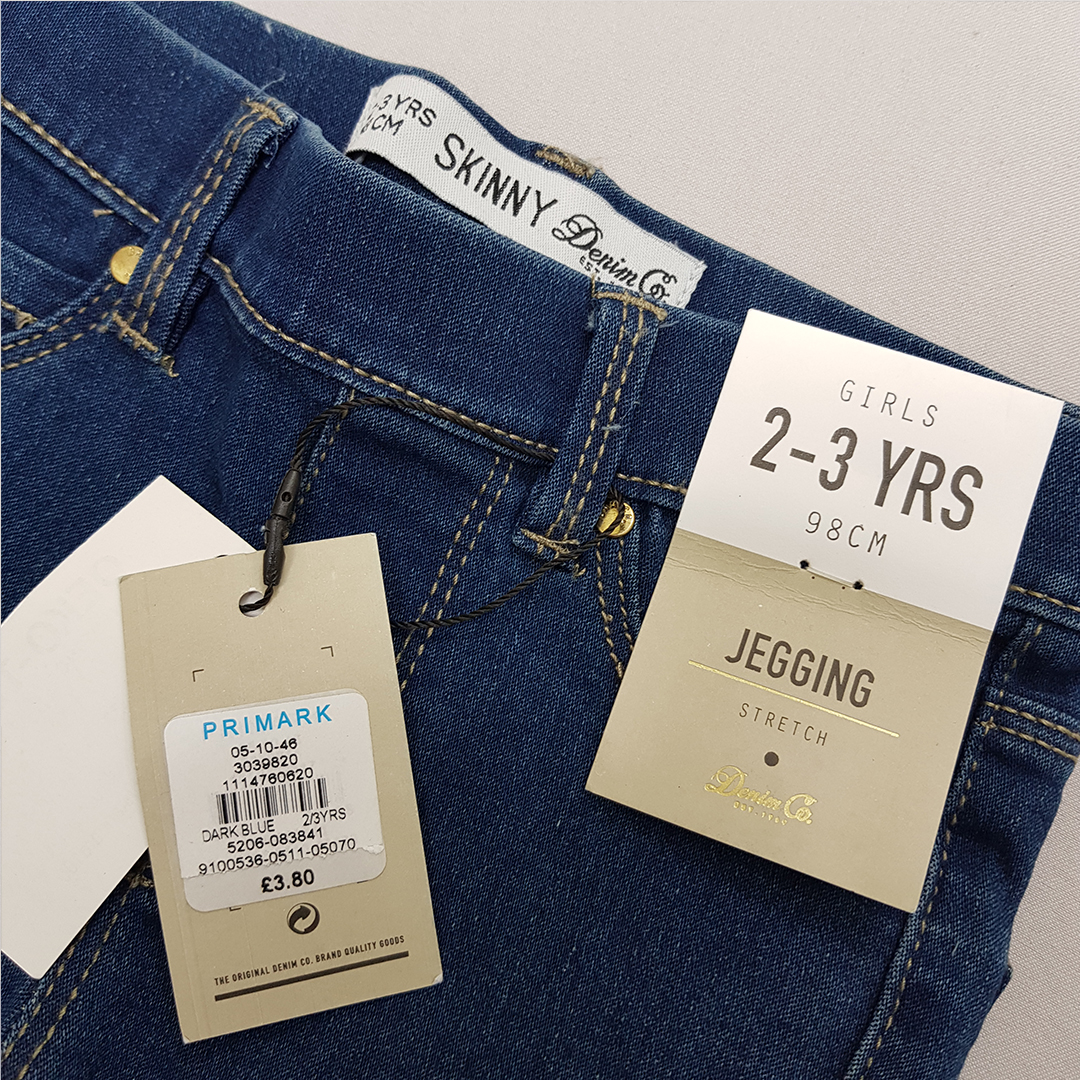 -3 YRS
8 CM
SKINNY
Denim Co.
GIRLS
2-3 YRS
98CM
JEGGING
STRETCH
Denim Co.
PRIMARK
05-10-46
3039820
1114760620
DARK BLUE 2/3YRS
5206-083841
9100536-0511-05070
£3.80
THE ORIGINAL DENIM CO. BRAND QUALITY GOODS